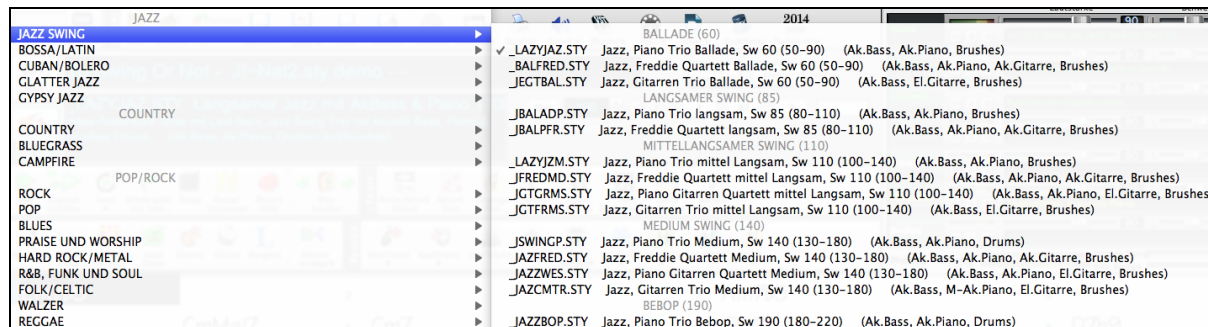 JAZZ
JAZZ SWING
BOSSA/LATIN
CUBAN/BOLERO
GLATTER JAZZ
GYPSY JAZZ
COUNTRY
COUNTRY
BLUEGRASS
CAMPFIRE
POP/ROCK
ROCK
POP
BLUES
PRAISE UND WORSHIP
HARD ROCK/METAL
R&B, FUNK UND SOUL
FOLK/CELTIC
WALZER
REGGAE
2014
90
BALLADE (60)
✓ _LAZYJAZ.STY Jazz, Piano Trio Ballade, Sw 60 (50-90) (Ak.Bass, Ak.Piano, Brushes)
_BALFRED.STY Jazz, Freddie Quartett Ballade, Sw 60 (50-90) (Ak.Bass, Ak.Piano, Ak.Gitarre, Brushes)
_JEGTBAL.STY Jazz, Gitarren Trio Ballade, Sw 60 (50-90) (Ak.Bass, El.Gitarre, Brushes)
LANGSAMER SWING (85)
_JBALADP.STY Jazz, Piano Trio langsam, Sw 85 (80-110) (Ak.Bass, Ak.Piano, Brushes)
_JBALPFR.STY Jazz, Freddie Quartett langsam, Sw 85 (80-110) (Ak.Bass, Ak.Piano, Ak.Gitarre, Brushes)
MITTELLANGSAMER SWING (110)
_LAZYJZM.STY Jazz, Piano Trio mittel Langsam, Sw 110 (100-140) (Ak.Bass, Ak.Piano, Brushes)
_JFREDMD.STY Jazz, Freddie Quartett mittel Langsam, Sw 110 (100-140) (Ak.Bass, Ak.Piano, Ak.Gitarre, Brushes)
_JGTGRMS.STY Jazz, Piano Gitarren Quartett mittel Langsam, Sw 110 (100-140) (Ak.Bass, Ak.Piano, El.Gitarre, Brushes
_JGTFRMS.STY Jazz, Gitarren Trio mittel Langsam, Sw 110 (100-140) (Ak.Bass, El.Gitarre, Brushes)
MEDIUM SWING (140)
_JSWINGP.STY Jazz, Piano Trio Medium, Sw 140 (130-180) (Ak.Bass, Ak.Piano, Drums)
_JAZFRED.STY Jazz, Freddie Quartett Medium, Sw 140 (130-180) (Ak.Bass, Ak.Piano, Ak.Gitarre, Brushes)
_JAZZWES.STY Jazz, Piano Gitarren Quartett Medium, Sw 140 (130-180) (Ak.Bass, Ak.Piano, El.Gitarre, Brushes)
_JAZCMTR.STY Jazz, Gitarren Trio Medium, Sw 140 (130-180) (Ak.Bass, M-Ak.Piano, El.Gitarre, Brushes)
BEBOP (190)
_JAZZBOP.STY Jazz, Piano Trio Bebop, Sw 190 (180-220) (Ak.Bass, Ak.Piano, Drums)